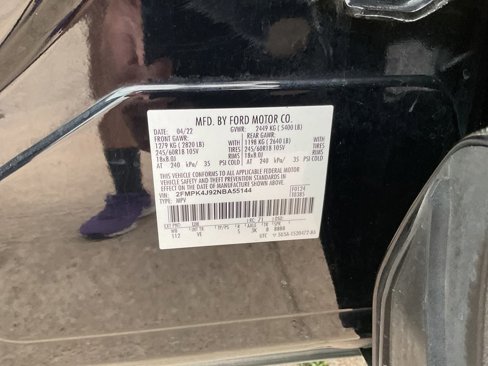 MFD. BY FORD MOTOR CO.
DATE: 04/22 GVWR: 2449 KG ( 5400 LB)
FRONT GAWR: REAR GAWR:
1279 KG ( 2820 LB) WITH 1198 KG ( 2640 LB) WITH
245/60R18 105V TIRES 245/60R18 105V TIRES
18x8.0J RIMS 18x8.0J RIMS
AT 240 kPa/ 35 PSI COLD AT 240 kPa/ 35 PSI COLD
THIS VEHICLE CONFORMS TO ALL APPLICABLE FEDERAL MOTOR
VEHICLE SAFETY AND THEFT PREVENTION STANDARDS IN
EFFECT ON THE DATE OF MANUFACTURE SHOWN ABOVE.
VIN: 2FMPK4J92NBA55144 F0124
TYPE: MPV
EXT PNT
UTC